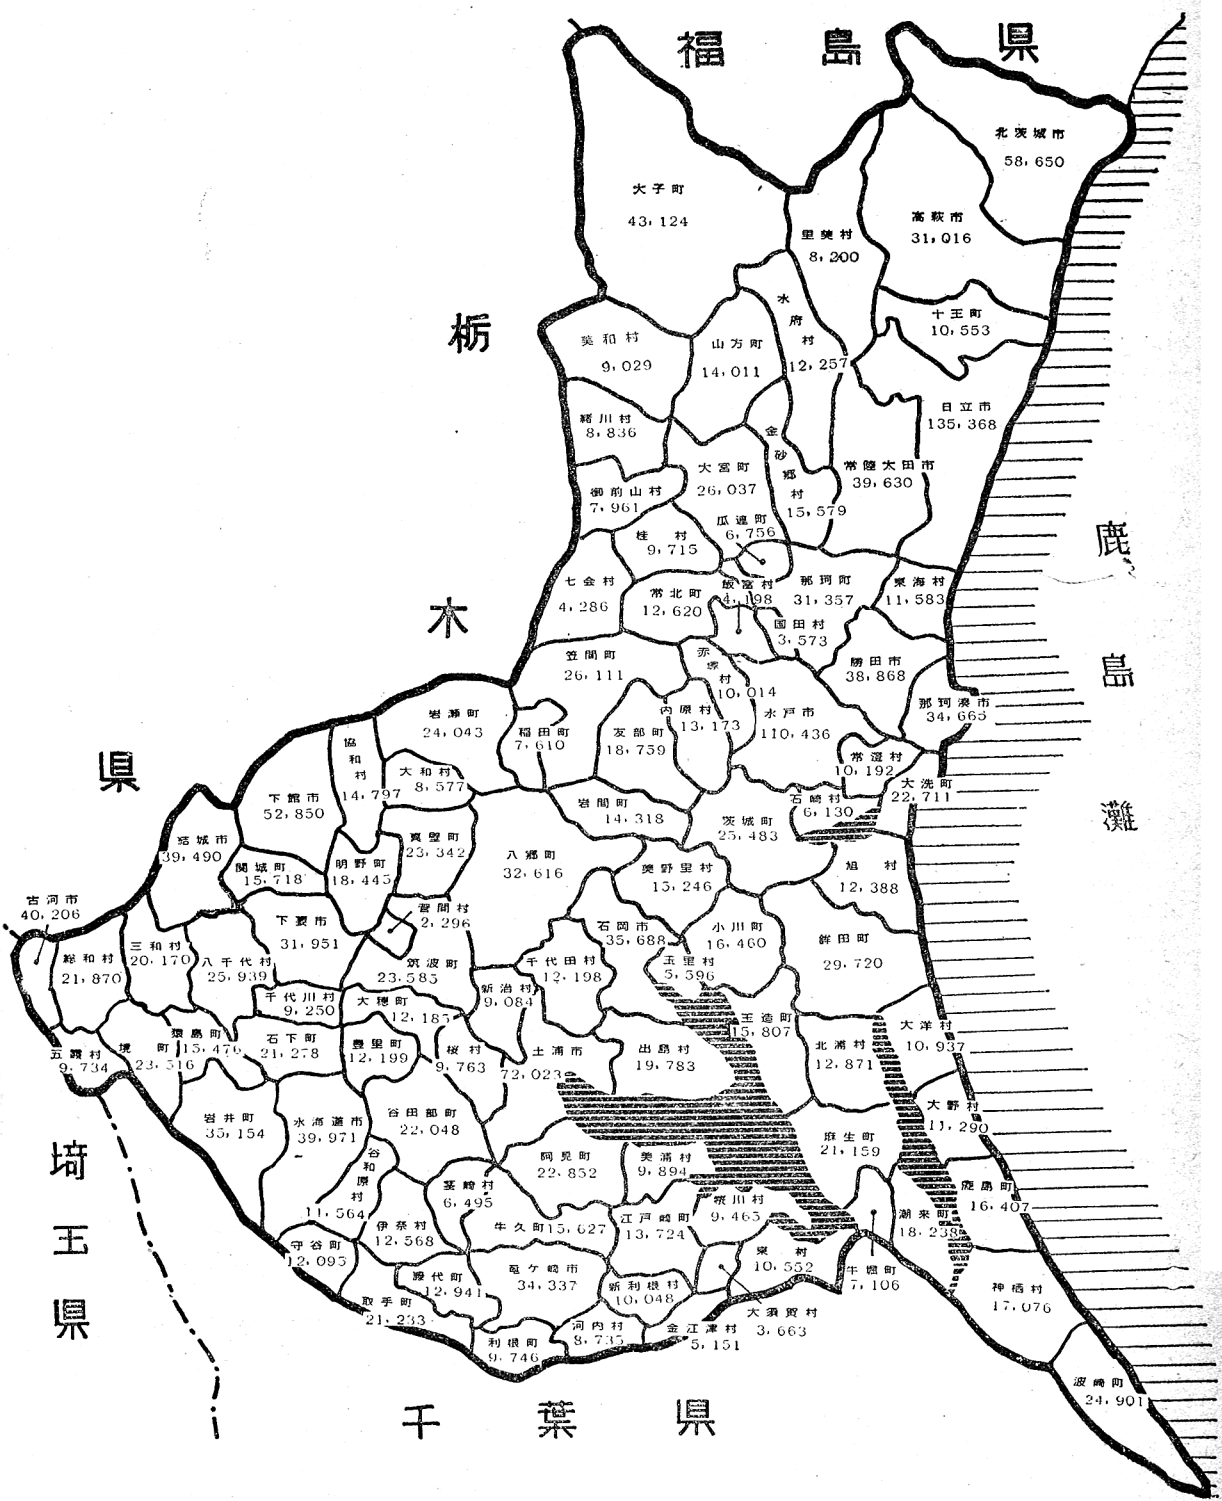 福島県
北茨城市
58,650
大子町
43,124
高萩市
31,016
里美村
8,200
水府村
12,257
十王町
10,553
栃木県
美和村
9,029
山方町
14,011
日立市
135,368
緒川村
8,836
金砂郷村
15,579
大宮町
26,037
常陸太田市
39,630
御前山村
7,961
瓜連町
6,756
桂村
9,715
鹿島灘
七会村
4,286
常北町
12,620
飯富村
4,198
那珂町
31,357
東海村
11,583
国田村
3,573
笠間町
26,111
赤塚村
10,014
勝田市
38,868
那珂湊市
34,665
岩瀬町
24,043
稲田町
7,610
友部町
18,759
内原村
13,173
水戸市
110,436
協和村
14,797
大和村
8,577
常澄村
10,192
大洗町
22,711
下館市
52,850
岩間町
14,318
茨城町
25,483
石崎村
6,130
結城市
39,490
真壁町
23,342
関城町
15,718
明野町
18,445
八郷町
32,616
美野里村
15,246
旭村
12,388
古河市
40,206
下妻市
31,951
菅間村
2,296
石岡市
35,688
小川町
16,460
鉾田町
29,720
総和村
21,870
三和村
20,170
八千代村
25,939
筑波町
23,585
千代田村
12,198
玉里村
5,596
千代川村
9,250
大穂町
12,185
新治村
9,084
玉造町
15,807
大洋村
10,937
五霞村
9,734
境町
23,516
猿島町
15,476
石下町
21,278
豊里町
12,199
桜村
9,763
土浦市
72,023
出島村
19,783
北浦村
12,871
岩井町
35,154
水海道市
39,971
谷田部町
22,048
大野村
11,290
麻生町
21,159
埼玉県
谷和原村
11,564
茎崎村
6,495
阿見町
22,852
美浦村
9,894
鹿島町
16,407
伊奈村
12,568
牛久町
15,627
江戸崎町
13,724
桜川村
9,465
潮来町
18,238
守谷町
12,095
藤代町
12,941
竜ケ崎市
34,337
新利根村
10,048
東村
10,552
牛堀町
7,106
神栖村
17,076
取手町
21,233
利根町
9,746
河内村
8,735
金江津村
5,151
大須賀村
3,663
波崎町
24,901
千葉県